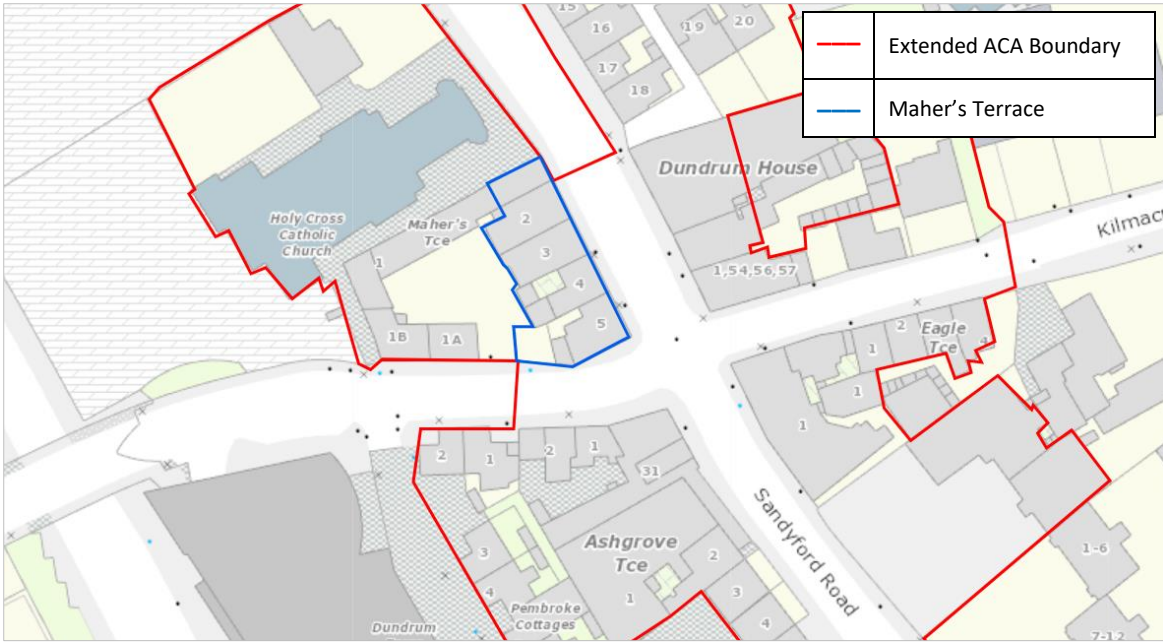 Extended ACA Boundary
Maher’s Terrace
15
16
17
18
19
20
Dundrum House
Holy Cross
Catholic
Church
Maher's
Tce
1
2
3
4
5
1B
1A
1,54,56,57
Kilmac
Eagle
Tce
1
2
4
1
1
2
1
2
1
31
Sandyford Road
Ashgrove
Tce
1
2
3
4
3
4
Pembroke
Cottages
Dundrum
1-6